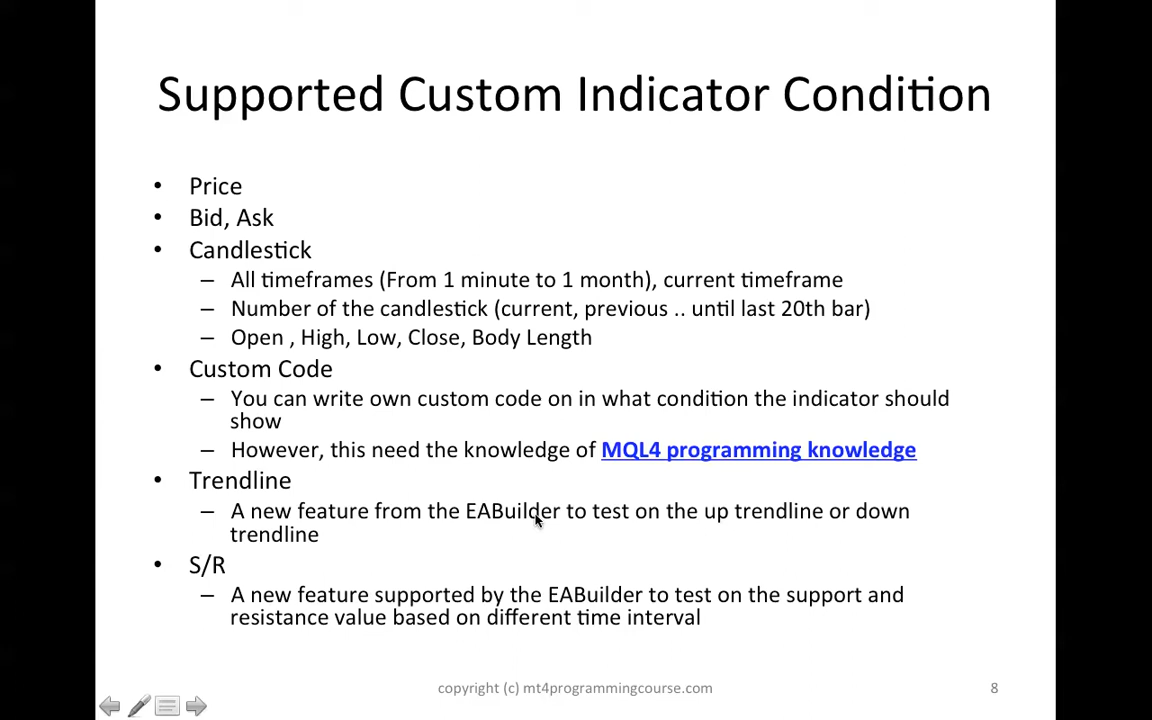 Supported Custom Indicator Condition
• Price
• Bid, Ask
• Candlestick
– All timeframes (From 1 minute to 1 month), current timeframe
– Number of the candlestick (current, previous .. until last 20th bar)
– Open , High, Low, Close, Body Length
• Custom Code
– You can write own custom code on in what condition the indicator should
show
– However, this need the knowledge of MQL4 programming knowledge
• Trendline
– A new feature from the EABuilder to test on the up trendline or down
trendline
• S/R
– A new feature supported by the EABuilder to test on the support and
resistance value based on different time interval
copyright (c) mt4programmingcourse.com
8